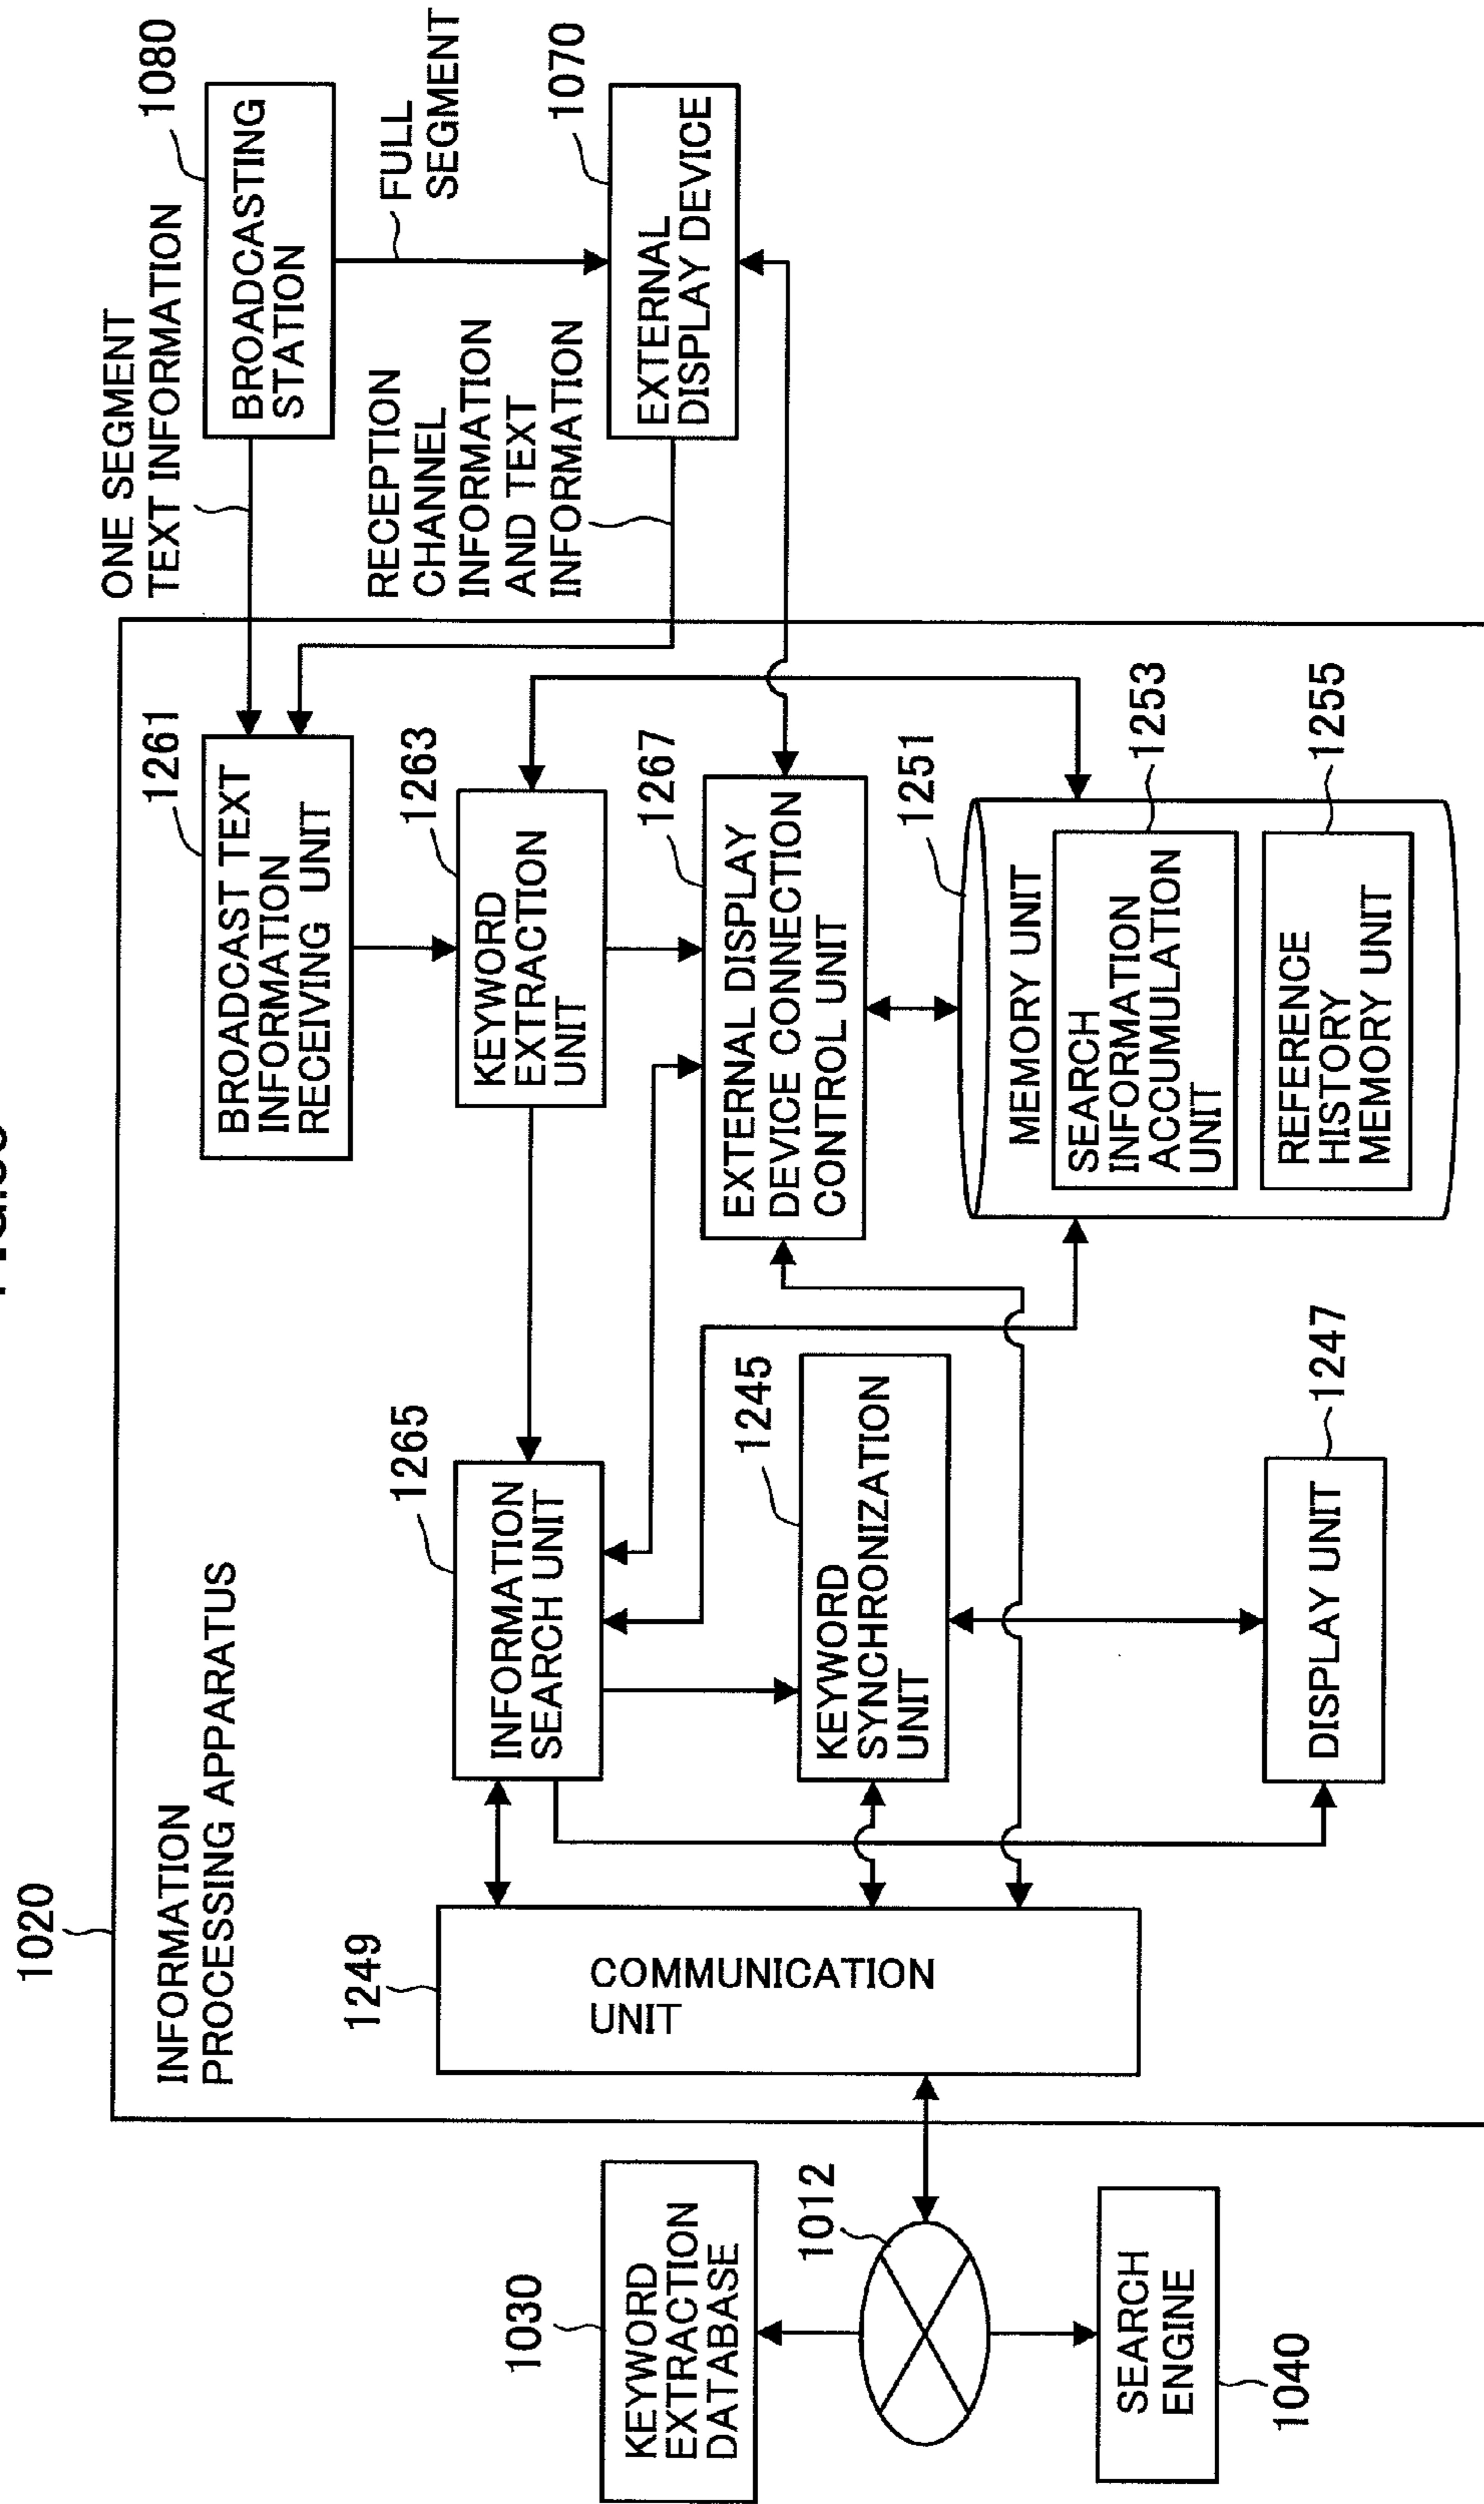 1020
INFORMATION
PROCESSING APPARATUS
1030
KEYWORD
EXTRACTION
DATABASE
1012
SEARCH
ENGINE
1040
1249
COMMUNICATION
UNIT
1265
INFORMATION
SEARCH UNIT
1245
KEYWORD
SYNCHRONIZATION
UNIT
DISPLAY UNIT
1247
1261
BROADCAST TEXT
INFORMATION
RECEIVING UNIT
1263
KEYWORD
EXTRACTION
UNIT
1267
EXTERNAL DISPLAY
DEVICE CONNECTION
CONTROL UNIT
1251
MEMORY UNIT
SEARCH
INFORMATION
ACCUMULATION
UNIT
1253
REFERENCE
HISTORY
MEMORY UNIT
1255
ONE SEGMENT
TEXT INFORMATION
BROADCASTING
STATION
1080
FULL
SEGMENT
RECEPTION
CHANNEL
INFORMATION
AND TEXT
INFORMATION
EXTERNAL
DISPLAY DEVICE
1070